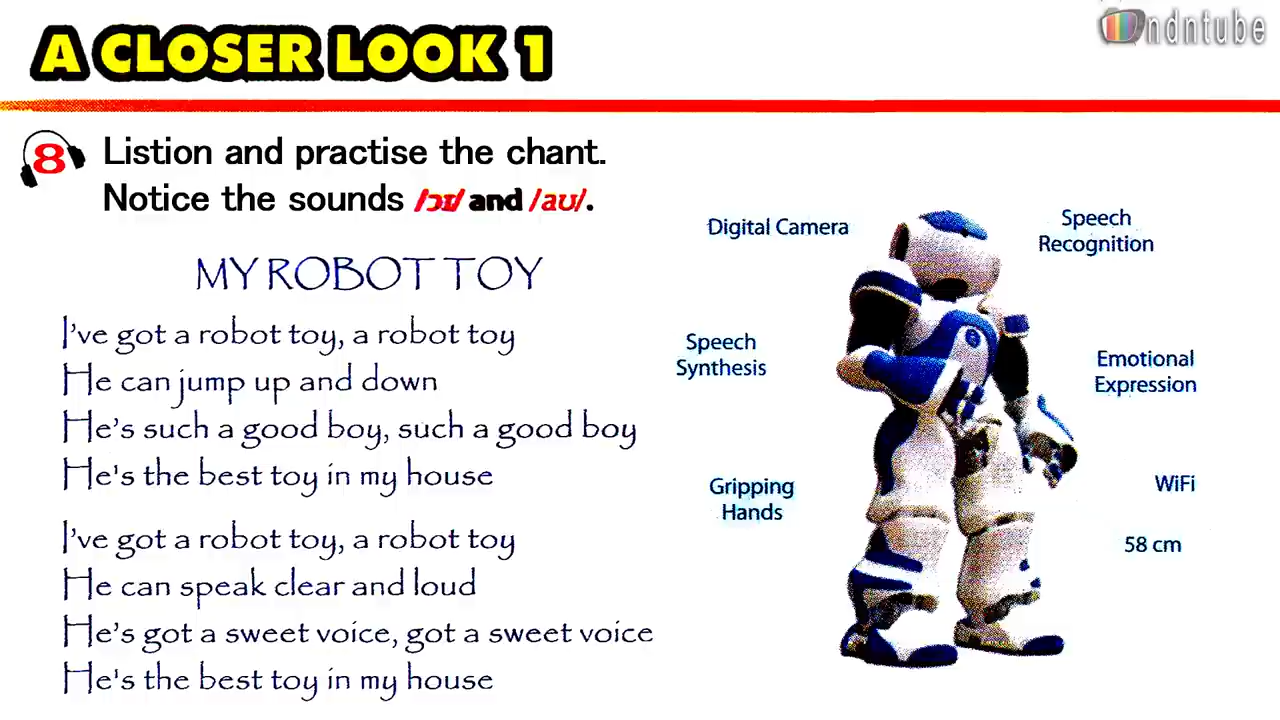 A CLOSER LOOK 1
ndntube
8 Listion and practise the chant.
Notice the sounds /ɔɪ/ and /aʊ/.
MY ROBOT TOY
I've got a robot toy, a robot toy
He can jump up and down
He's such a good boy, such a good boy
He's the best toy in my house
I've got a robot toy, a robot toy
He can speak clear and loud
He's got a sweet voice, got a sweet voice
He's the best toy in my house
Digital Camera
Speech
Recognition
Speech
Synthesis
Emotional
Expression
Gripping
Hands
WiFi
58 cm